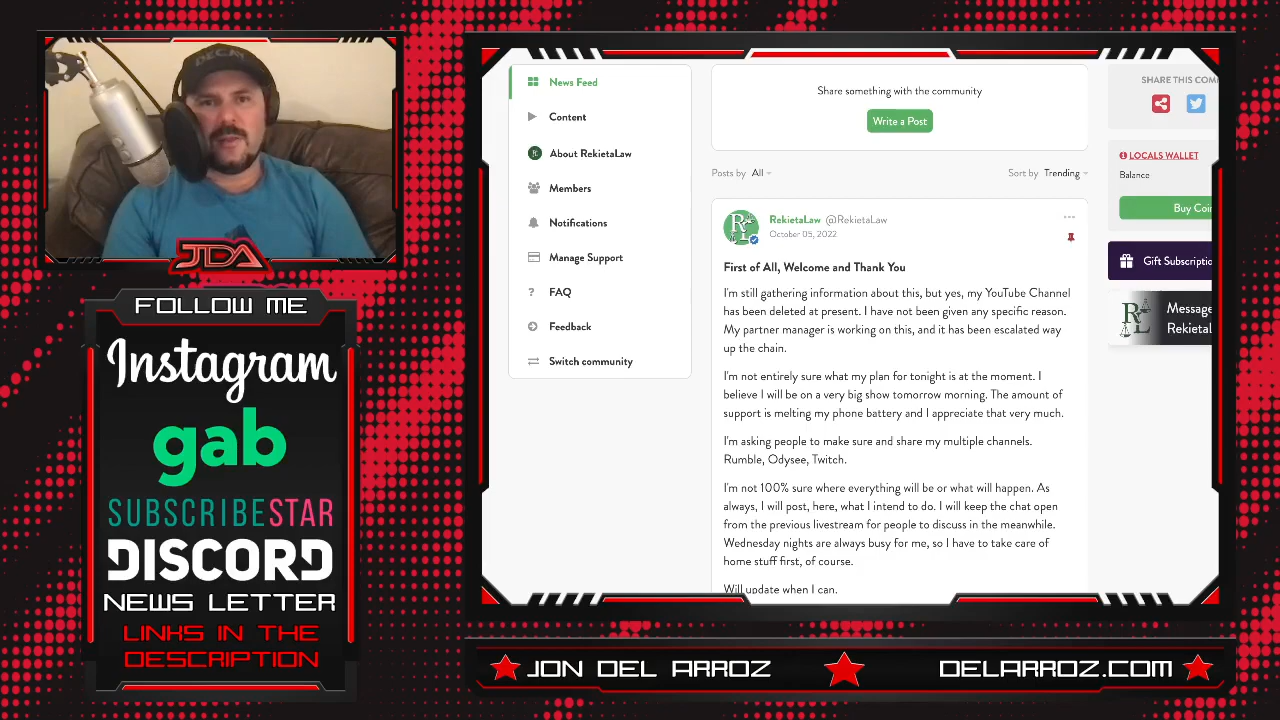 DECAY
JDA
FOLLOW ME
Instagram
gab
SUBSCRIBESTAR
DISCORD
NEWS LETTER
LINKS IN THE
DESCRIPTION
News Feed
Content
About RekietaLaw
Members
Notifications
Manage Support
FAQ
Feedback
Switch community
Share something with the community
Write a Post
Posts by All
Sort by Trending
RekietaLaw @RekietaLaw
October 05, 2022
First of All, Welcome and Thank You
I'm still gathering information about this, but yes, my YouTube Channel
has been deleted at present. I have not been given any specific reason.
My partner manager is working on this, and it has been escalated way
up the chain.
I'm not entirely sure what my plan for tonight is at the moment. I
believe I will be on a very big show tomorrow morning. The amount of
support is melting my phone battery and I appreciate that very much.
I'm asking people to make sure and share my multiple channels.
Rumble, Odysee, Twitch.
I'm not 100% sure where everything will be or what will happen. As
always, I will post, here, what I intend to do. I will keep the chat open
from the previous livestream for people to discuss in the meanwhile.
Wednesday nights are always busy for me, so I have to take care of
home stuff first, of course.
Will update when I can.
SHARE THIS COM
LOCALS WALLET
Balance
Buy Coi
Gift Subscriptio
Message
Rekieta
JON DEL ARROZ
DELARROZ.COM